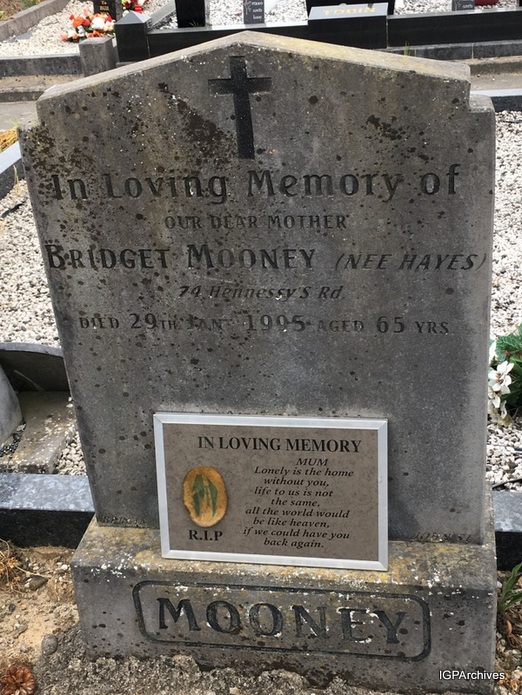 In Loving Memory of
OUR DEAR MOTHER
BRIDGET MOONEY (NEE HAYES)
74, Hennessy's Rd.
DIED 29TH JAN 1995 AGED 65 YRS
IN LOVING MEMORY
MUM
Lonely is the home
without you,
life to us is not
the same,
all the world would
be like heaven,
if we could have you
back again.
R.I.P
MOONEY
IGPArchives